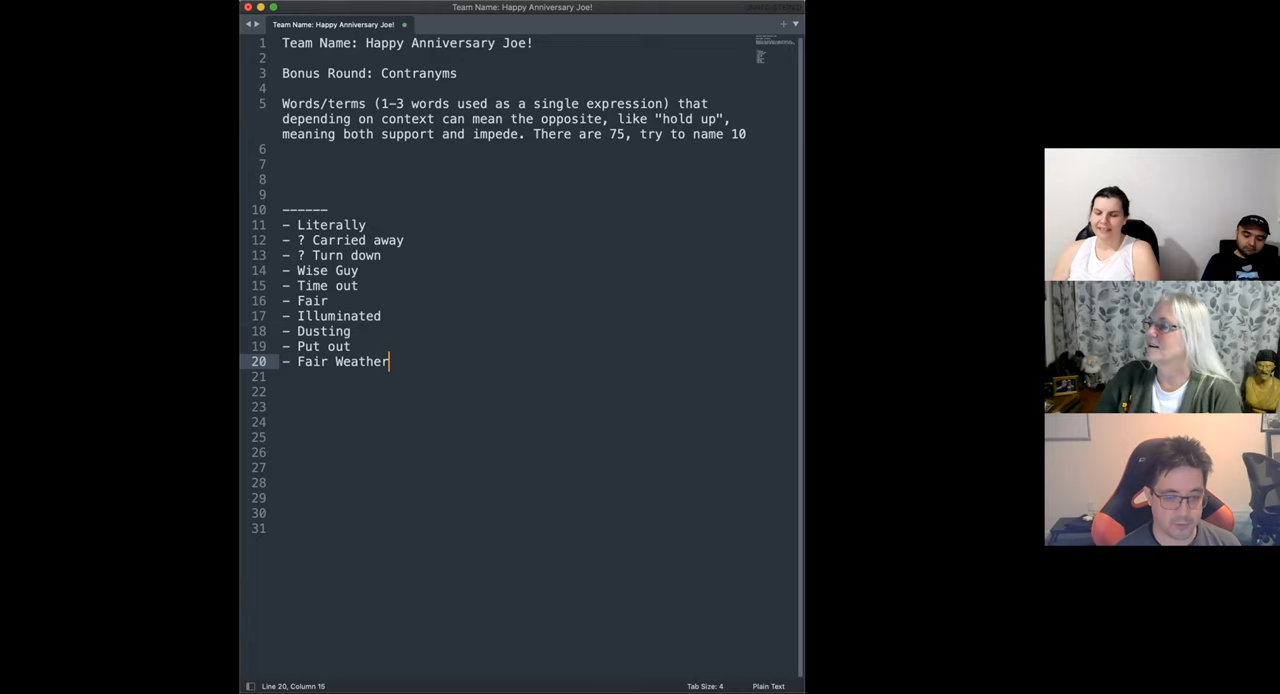 Team Name: Happy Anniversary Joe!
Team Name: Happy Anniversary Joe!
1 Team Name: Happy Anniversary Joe!
2
3 Bonus Round: Contranyms
4
5 Words/terms (1-3 words used as a single expression) that
depending on context can mean the opposite, like "hold up",
meaning both support and impede. There are 75, try to name 10
6
7
8
9
10 ------
11 - Literally
12 - ? Carried away
13 - ? Turn down
14 - Wise Guy
15 - Time out
16 - Fair
17 - Illuminated
18 - Dusting
19 - Put out
20 - Fair Weather
21
22
23
24
25
26
27
28
29
30
31
Line 20, Column 15
Tab Size: 4
Plain Text